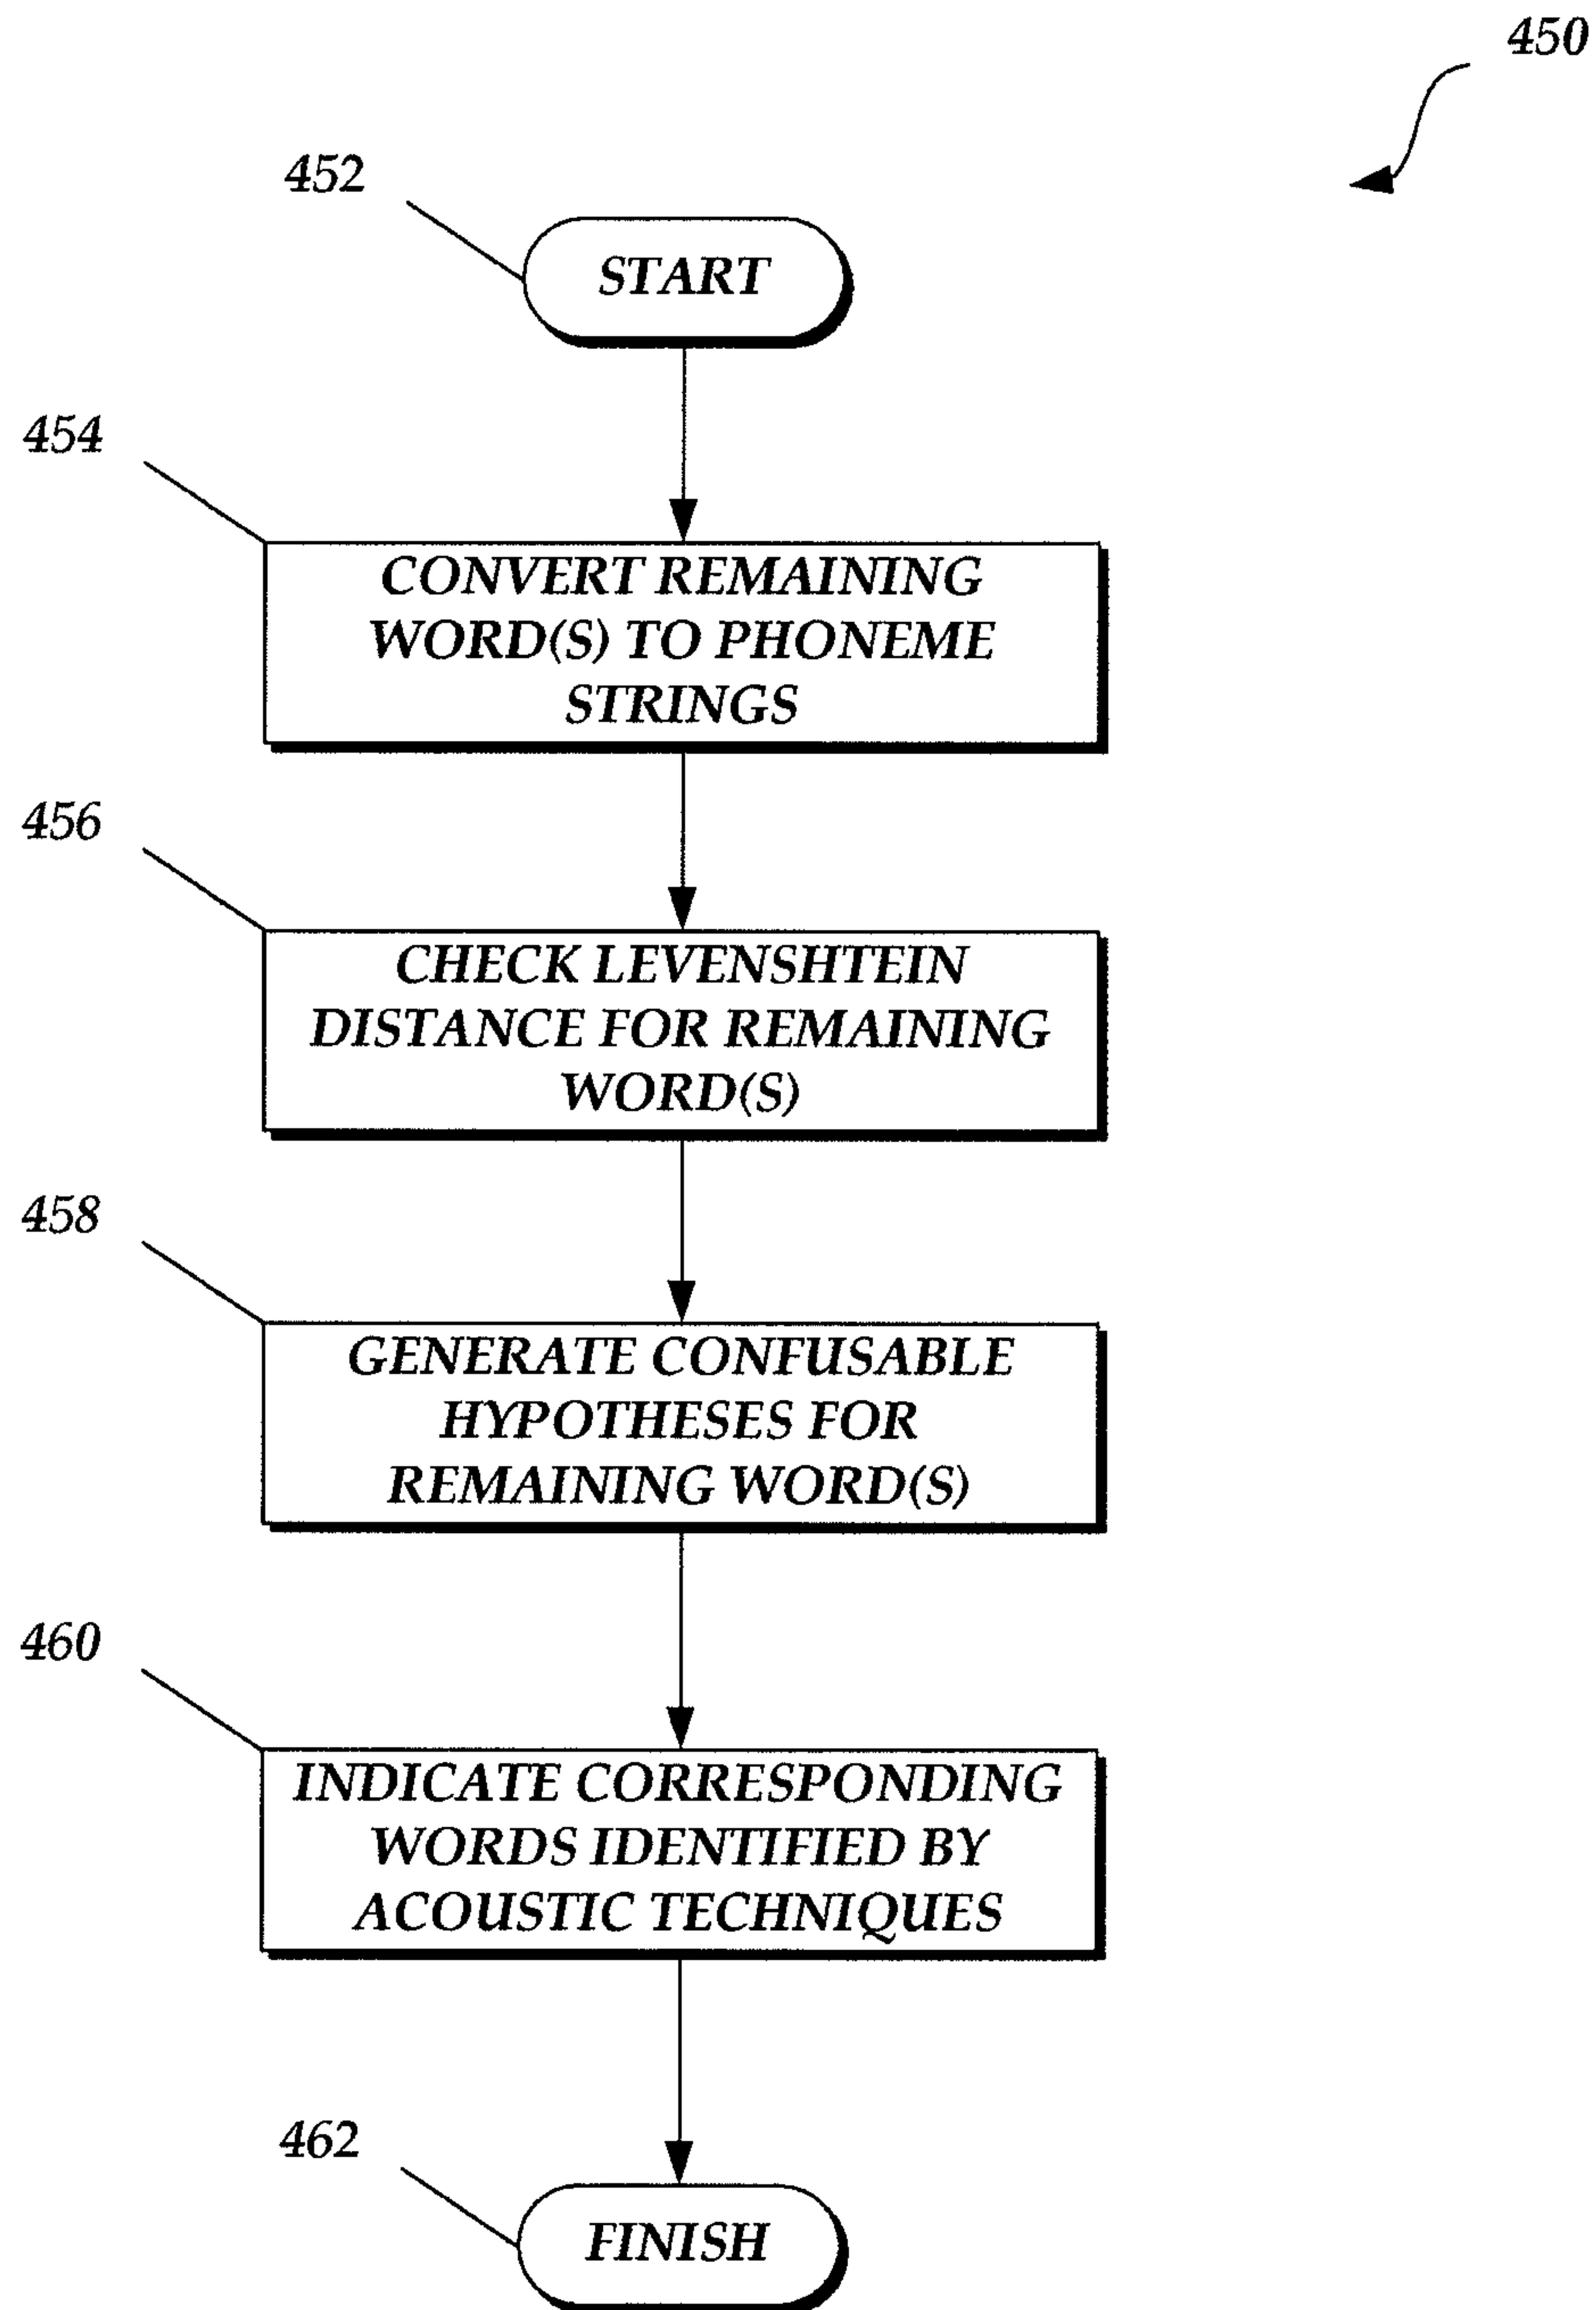 450
452
START
454
CONVERT REMAINING
WORD(S) TO PHONEME
STRINGS
456
CHECK LEVENSHTEIN
DISTANCE FOR REMAINING
WORD(S)
458
GENERATE CONFUSABLE
HYPOTHESES FOR
REMAINING WORD(S)
460
INDICATE CORRESPONDING
WORDS IDENTIFIED BY
ACOUSTIC TECHNIQUES
462
FINISH